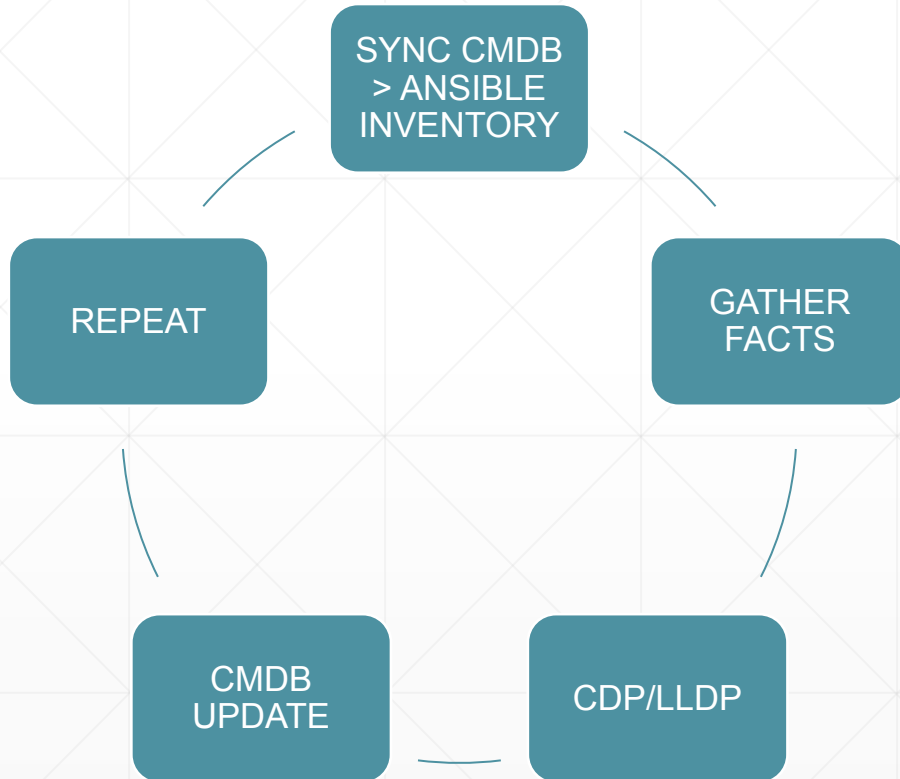 SYNC CMDB
> ANSIBLE
INVENTORY
GATHER
FACTS
CDP/LLDP
CMDB
UPDATE
REPEAT